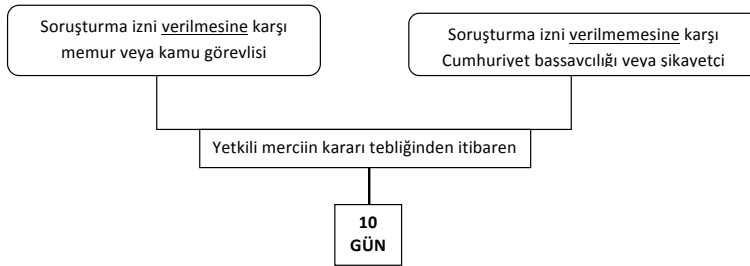 Soruşturma izni verilmesine karşı
memur veya kamu görevlisi
Soruşturma izni verilmemesine karşı
Cumhuriyet başsavcılığı veya şikayetçi
Yetkili merciin kararı tebliğinden itibaren
10
GÜN